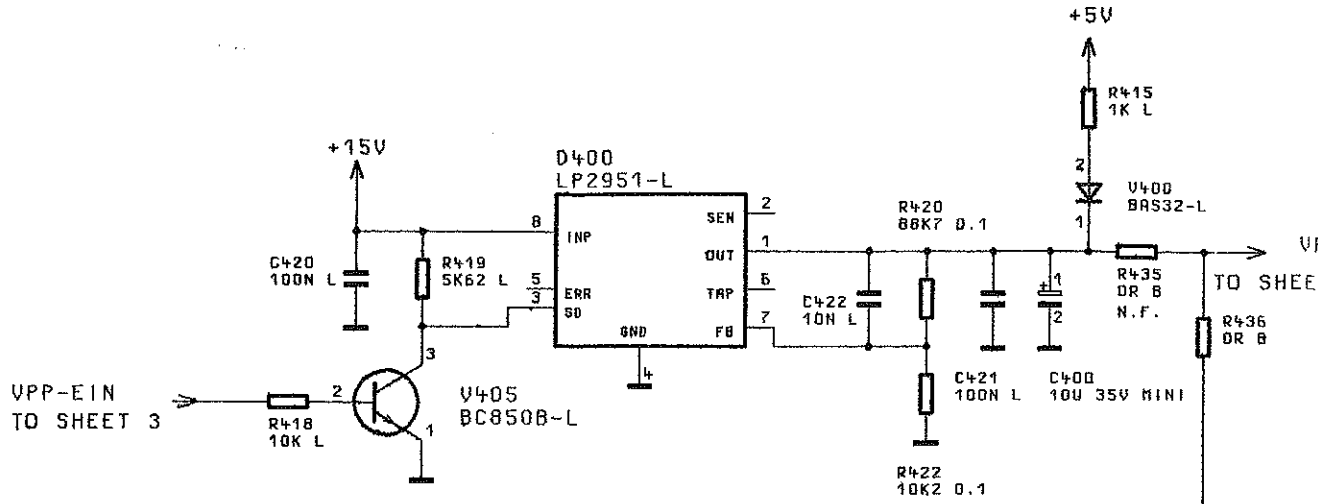 +5V
R415
1K L
2
V400
BAS32-L
1
+15V
D400
LP2951-L
8
INP
SEN
2
R420
88K7 0.1
C420
100N L
R419
5K62 L
OUT
1
5
ERR
3
SD
TAP
6
C422
10N L
+
1
2
R435
0R B
N.F.
TO SHEE
GND
FB
7
4
R436
0R B
3
VPP-EIN
TO SHEET 3
2
R418
10K L
V405
BC850B-L
1
C421
100N L
C400
10U 35V MINI
R422
10K2 0.1